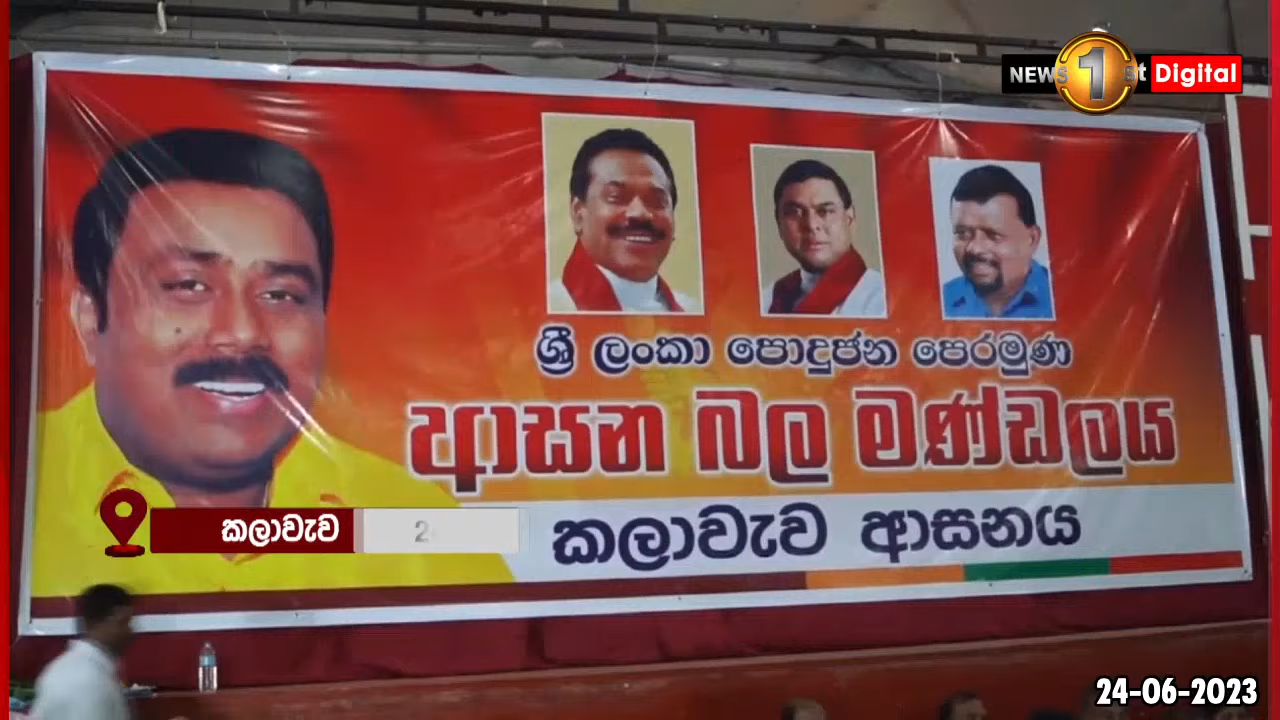 NEWS 1st Digital
ශ්‍රී ලංකා පොදුජන පෙරමුණ
ආසන බල මණ්ඩලය
කලාවැව ආසනය
කලාවැව
24-06-2023